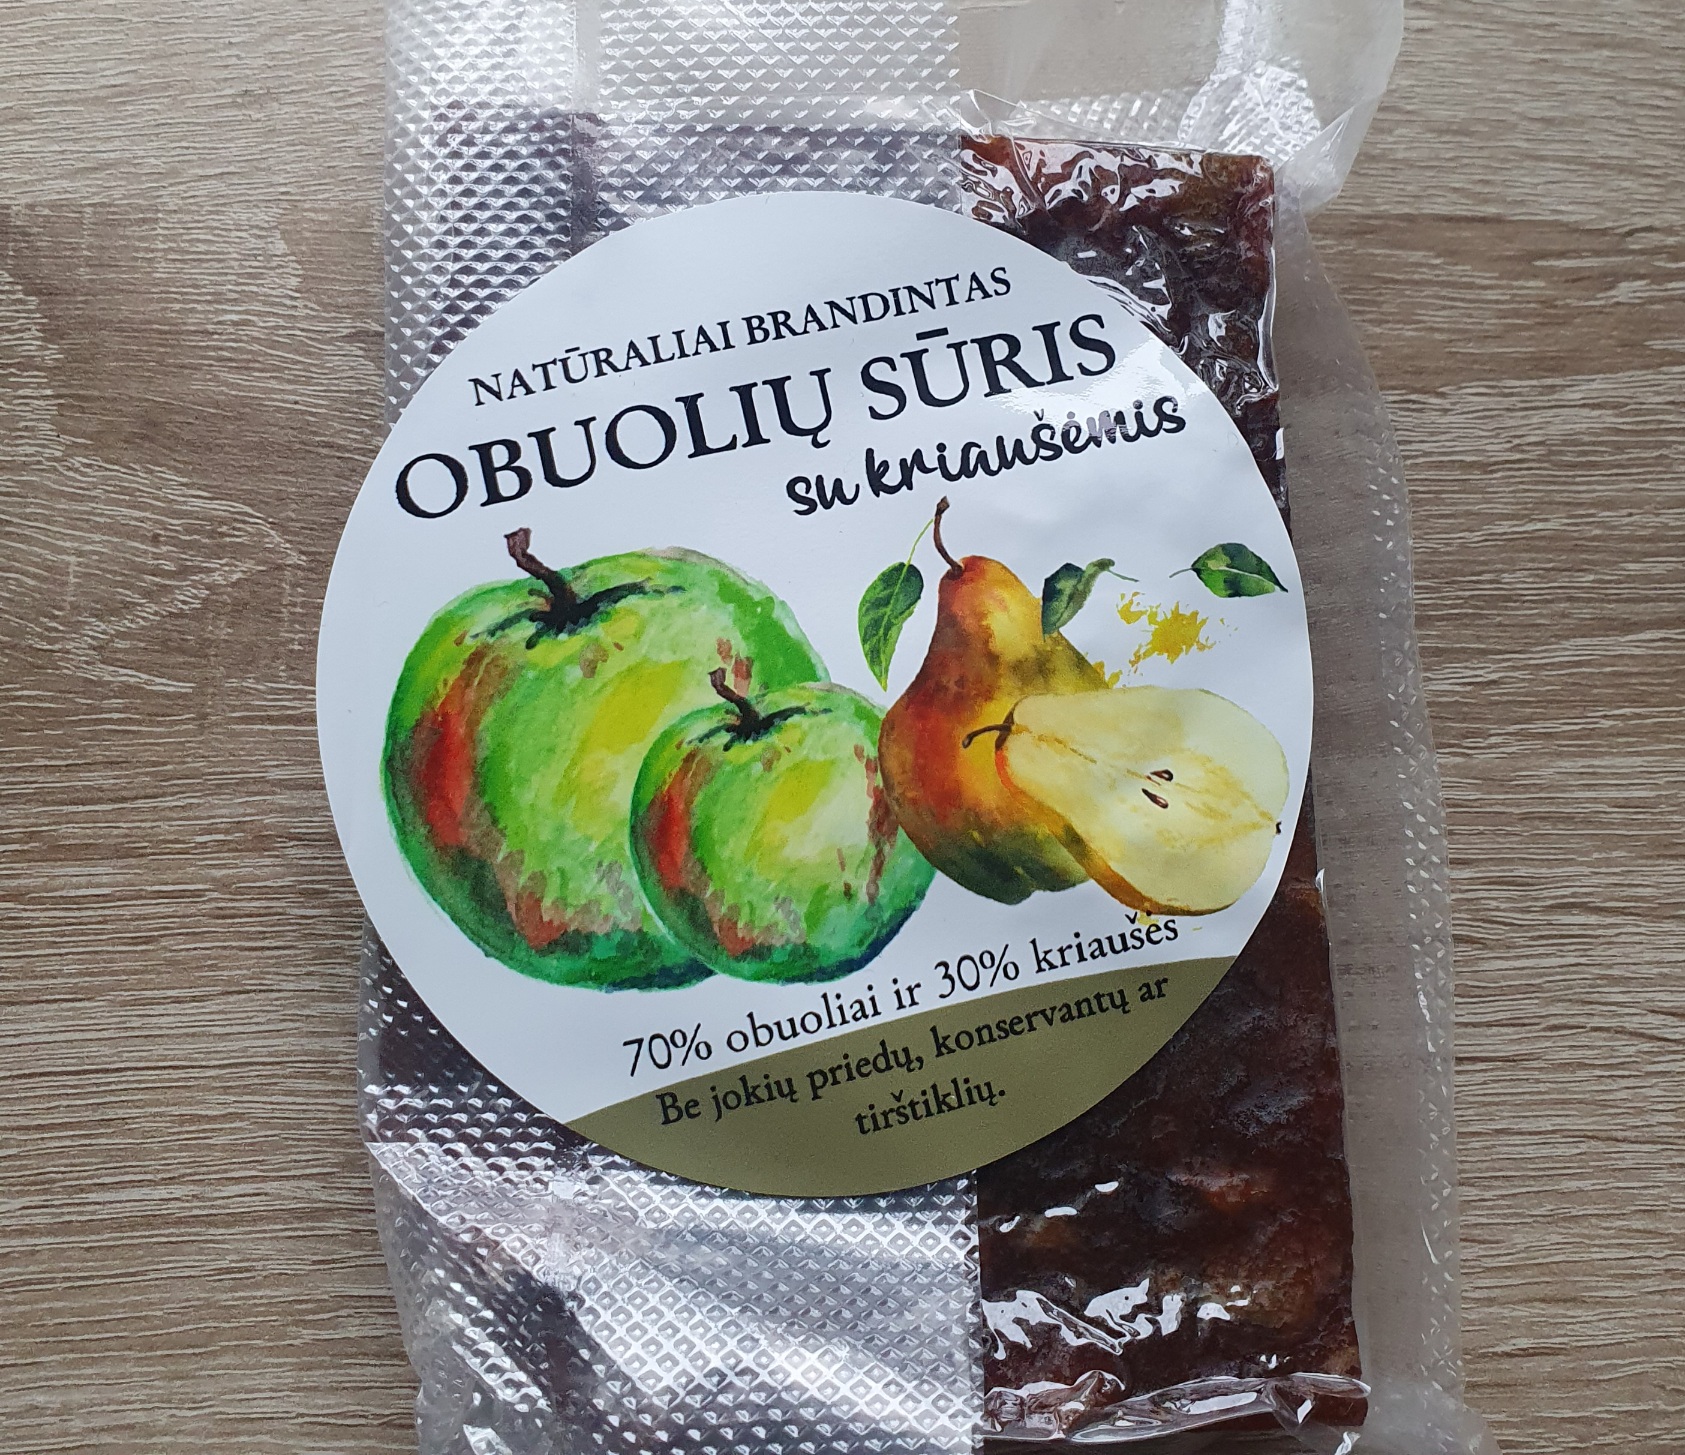 NATŪRALIAI BRANDINTAS
OBUOLIŲ SŪRIS
su kriaušėmis
70% obuoliai ir 30% kriaušės
Be jokių priedų, konservantų ar
tirštiklių.